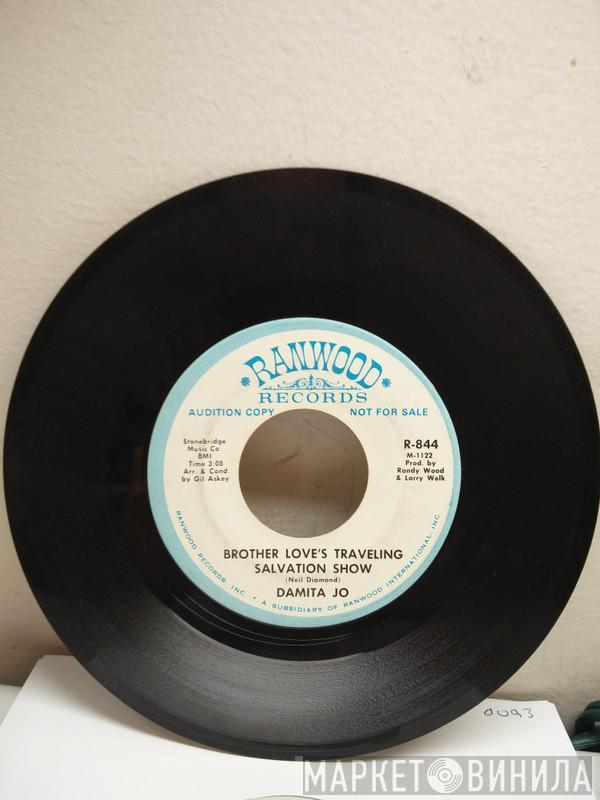 RANWOOD
RECORDS
AUDITION COPY NOT FOR SALE
Stonebridge
Music Co
BMI
Time 3:05
Arr. & Cond.
by Gil Askey
R-844
M-1122
Prod. by
Randy Wood
& Larry Welk
BROTHER LOVE'S TRAVELING
SALVATION SHOW
(Neil Diamond)
DAMITA JO
RANWOOD RECORDS, INC. • A SUBSIDIARY OF RANWOOD INTERNATIONAL, INC.
0093
МАРКЕТ ВИНИЛА